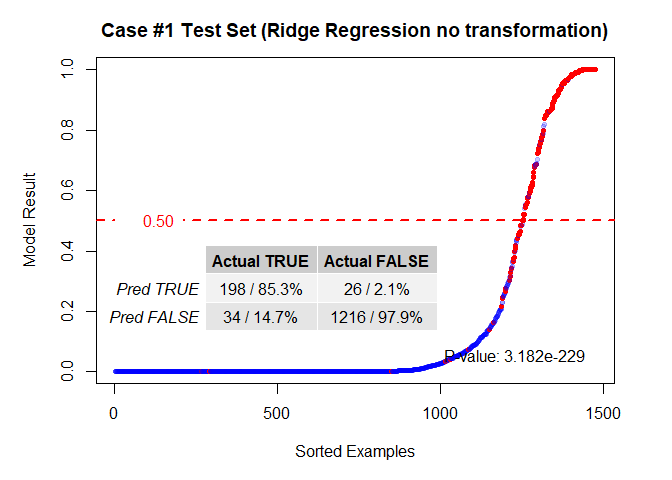 Case #1 Test Set (Ridge Regression no transformation)
Model Result
1.0
0.8
0.6
0.4
0.2
0.0
0.50
Actual TRUE Actual FALSE
Pred TRUE 198 / 85.3% 26 / 2.1%
Pred FALSE 34 / 14.7% 1216 / 97.9%
P-value: 3.182e-229
0 500 1000 1500
Sorted Examples